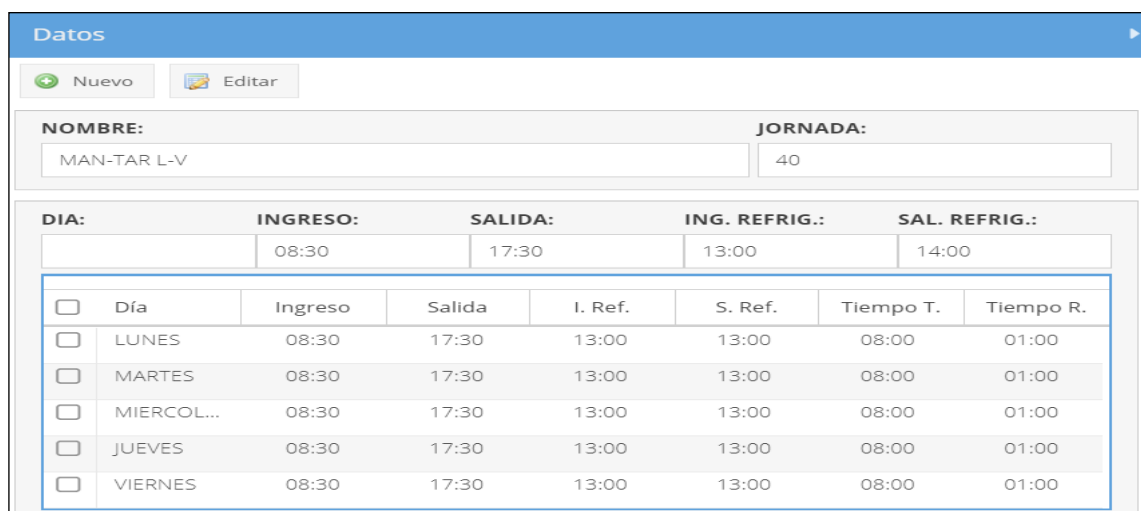 Datos
Nuevo Editar
NOMBRE: JORNADA:
MAN-TAR L-V 40
DIA: INGRESO: SALIDA: ING. REFRIG.: SAL. REFRIG.:
08:30 17:30 13:00 14:00
Día Ingreso Salida I. Ref. S. Ref. Tiempo T. Tiempo R.
LUNES 08:30 17:30 13:00 13:00 08:00 01:00
MARTES 08:30 17:30 13:00 13:00 08:00 01:00
MIERCOL... 08:30 17:30 13:00 13:00 08:00 01:00
JUEVES 08:30 17:30 13:00 13:00 08:00 01:00
VIERNES 08:30 17:30 13:00 13:00 08:00 01:00